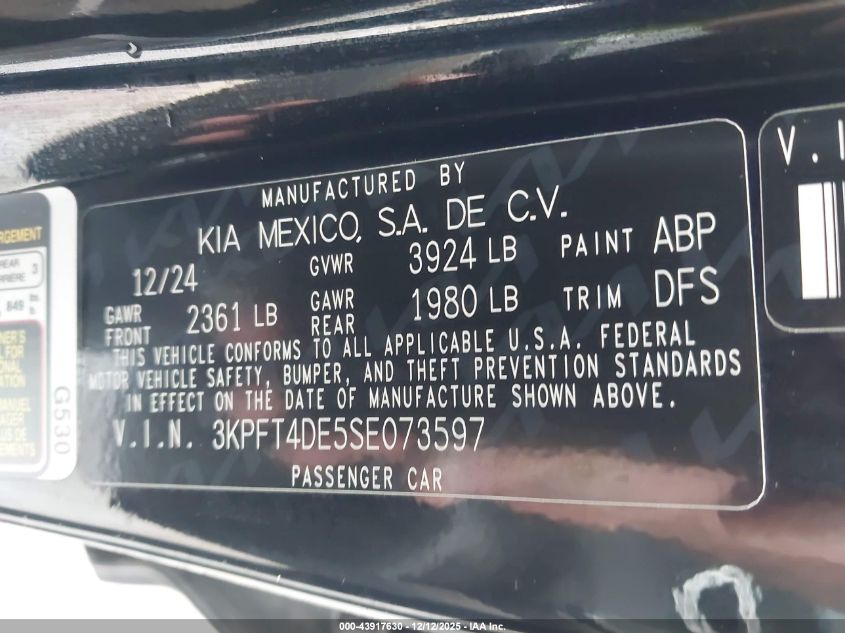 MANUFACTURED BY
KIA MEXICO, S.A. DE C.V.
12/24 GVWR 3924 LB PAINT ABP
GAWR FRONT 2361 LB GAWR REAR 1980 LB TRIM DFS
THIS VEHICLE CONFORMS TO ALL APPLICABLE U.S.A. FEDERAL
MOTOR VEHICLE SAFETY, BUMPER, AND THEFT PREVENTION STANDARDS
IN EFFECT ON THE DATE OF MANUFACTURE SHOWN ABOVE.
V.I.N. 3KPFT4DE5SE073597
PASSENGER CAR
REAR 3
849
G530
V.I
000-43917630 - 12/12/2025 - IAA Inc.